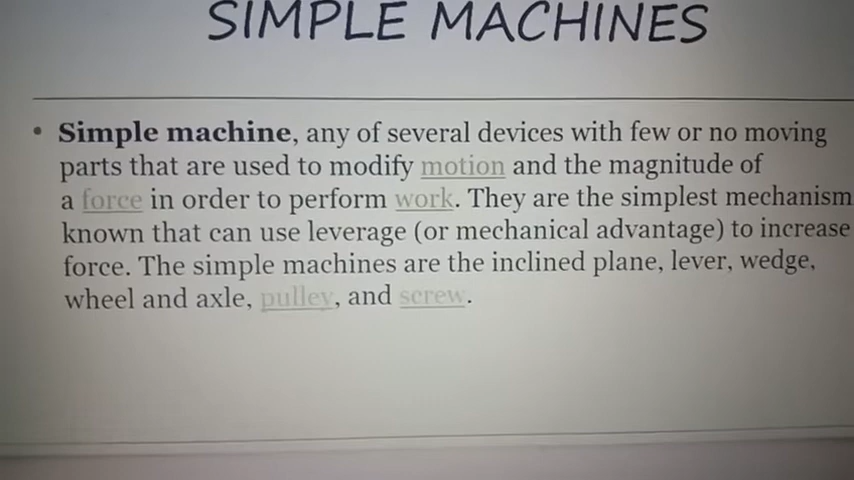 SIMPLE MACHINES
• Simple machine, any of several devices with few or no moving
parts that are used to modify motion and the magnitude of
a force in order to perform work. They are the simplest mechanism
known that can use leverage (or mechanical advantage) to increase
force. The simple machines are the inclined plane, lever, wedge,
wheel and axle, pulley, and screw.